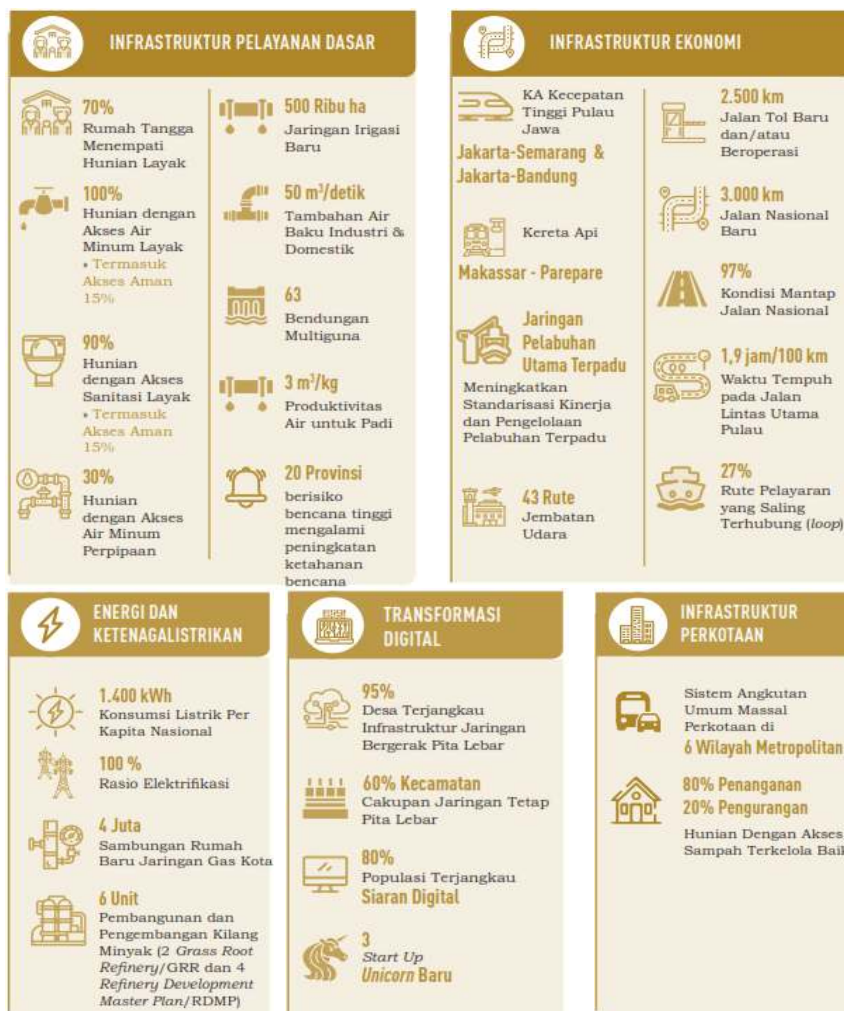 INFRASTRUKTUR PELAYANAN DASAR
70%
Rumah Tangga
Menempati
Hunian Layak
100%
Hunian dengan
Akses Air
Minum Layak
• Termasuk
Akses Aman
15%
90%
Hunian
dengan Akses
Sanitasi Layak
• Termasuk
Akses Aman
15%
30%
Hunian
dengan Akses
Air Minum
Perpipaan
500 Ribu ha
Jaringan Irigasi
Baru
50 m³/detik
Tambahan Air
Baku Industri &
Domestik
63
Bendungan
Multiguna
3 m³/kg
Produktivitas
Air untuk Padi
20 Provinsi
berisiko
bencana tinggi
mengalami
peningkatan
ketahanan
bencana
INFRASTRUKTUR EKONOMI
KA Kecepatan
Tinggi Pulau
Jawa
Jakarta-Semarang &
Jakarta-Bandung
Kereta Api
Makassar - Parepare
Jaringan
Pelabuhan
Utama Terpadu
Meningkatkan
Standarisasi Kinerja
dan Pengelolaan
Pelabuhan Terpadu
43 Rute
Jembatan
Udara
2.500 km
Jalan Tol Baru
dan/atau
Beroperasi
3.000 km
Jalan Nasional
Baru
97%
Kondisi Mantap
Jalan Nasional
1,9 jam/100 km
Waktu Tempuh
pada Jalan
Lintas Utama
Pulau
27%
Rute Pelayaran
yang Saling
Terhubung (loop)
ENERGI DAN
KETENAGALISTRIKAN
1.400 kWh
Konsumsi Listrik Per
Kapita Nasional
100 %
Rasio Elektrifikasi
4 Juta
Sambungan Rumah
Baru Jaringan Gas Kota
6 Unit
Pembangunan dan
Pengembangan Kilang
Minyak (2 Grass Root
Refinery/GRR dan 4
Refinery Development
Master Plan/RDMP)
TRANSFORMASI
DIGITAL
95%
Desa Terjangkau
Infrastruktur Jaringan
Bergerak Pita Lebar
60% Kecamatan
Cakupan Jaringan Tetap
Pita Lebar
80%
Populasi Terjangkau
Siaran Digital
3
Start Up
Unicorn Baru
INFRASTRUKTUR
PERKOTAAN
Sistem Angkutan
Umum Massal
Perkotaan di
6 Wilayah Metropolitan
80% Penanganan
20% Pengurangan
Hunian Dengan Akses
Sampah Terkelola Baik